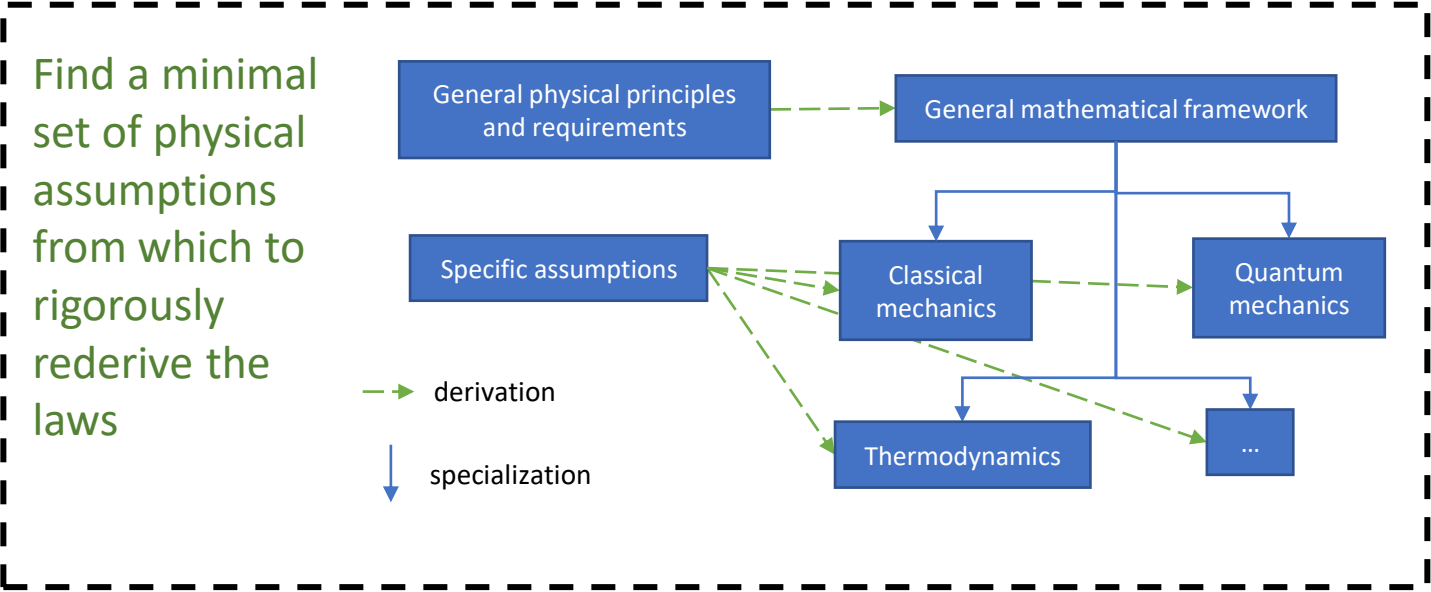 Find a minimal
set of physical
assumptions
from which to
rigorously
rederive the
laws
General physical principles
and requirements
General mathematical framework
Specific assumptions
Classical
mechanics
Quantum
mechanics
derivation
Thermodynamics
...
specialization